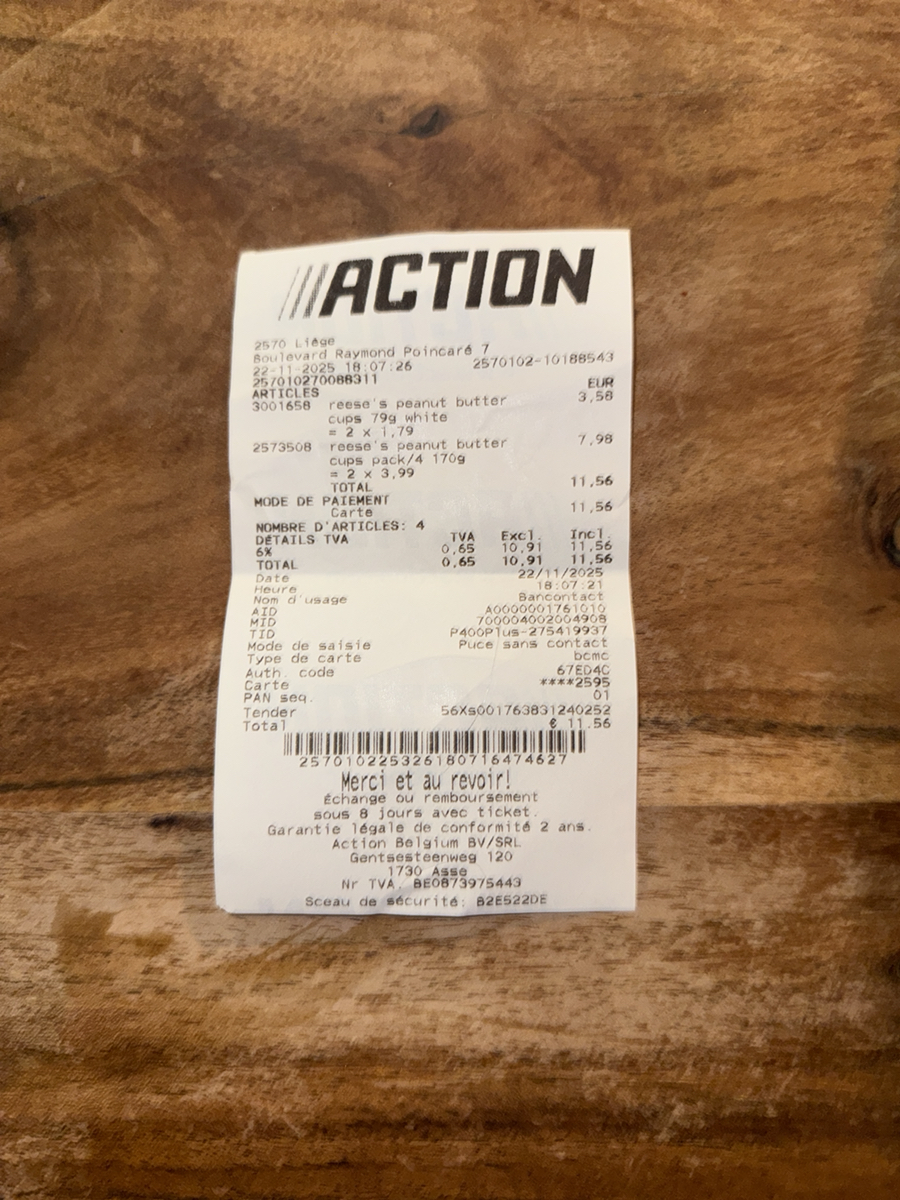 ACTION
2570 Liège
Boulevard Raymond Poincaré 7
22-11-2025 18:07:26 2570102-10188543
257010270088311 EUR
ARTICLES
3001658 reese's peanut butter 3,58
cups 79g white
= 2 x 1,79
2573508 reese's peanut butter 7,98
cups pack/4 170g
= 2 x 3,99
TOTAL 11,56
MODE DE PAIEMENT
Carte 11,56
NOMBRE D'ARTICLES: 4
DÉTAILS TVA TVA Excl. Incl.
6% 0,65 10,91 11,56
TOTAL 0,65 10,91 11,56
Date 22/11/2025
Heure 18:07:21
Nom d'usage Bancontact
AID A0000001761010
MID 700004002004908
TID P400Plus-275419937
Mode de saisie Puce sans contact
Type de carte bcmc
Auth. code 67ED4C
Carte ****2595
PAN seq. 01
Tender 56Xs001763831240252
Total € 11.56
257010225326180716474627
Merci et au revoir!
Échange ou remboursement
sous 8 jours avec ticket.
Garantie légale de conformité 2 ans.
Action Belgium BV/SRL
Gentsesteenweg 120
1730 Asse
Nr TVA. BE0873975443
Sceau de sécurité: B2E522DE